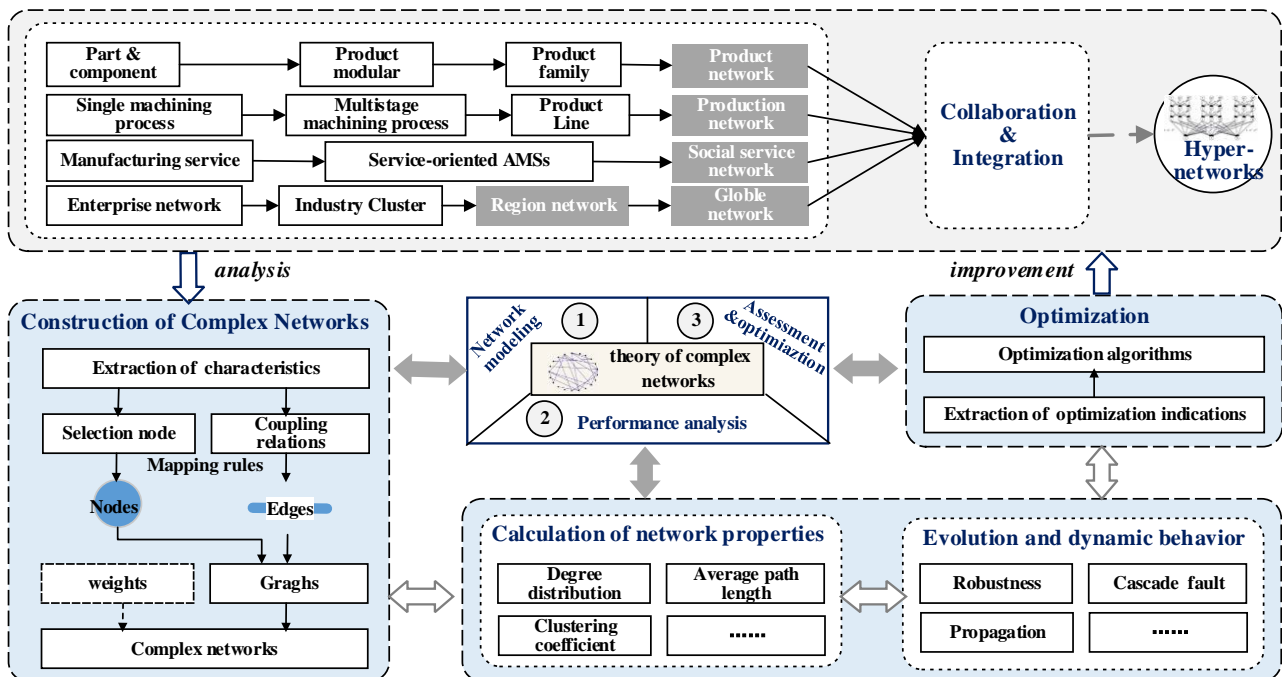 Part &
component
Product
modular
Product
family
Product
network
Single machining
process
Multistage
machining process
Product
Line
Production
network
Manufacturing service
Service-oriented AMSs
Social service
network
Enterprise network
Industry Cluster
Region network
Globle
network
Collaboration
&
Integration
Hyper-
networks
analysis
improvement
Construction of Complex Networks
Extraction of characteristics
Selection node
Coupling
relations
Mapping rules
Nodes
Edges
weights
Graghs
Complex networks
Network
modeling
1
3
Assessment
&optimiaztion
theory of complex
networks
2
Performance analysis
Optimization
Optimization algorithms
Extraction of optimization indications
Calculation of network properties
Degree
distribution
Average path
length
Clustering
coefficient
......
Evolution and dynamic behavior
Robustness
Cascade fault
Propagation
......